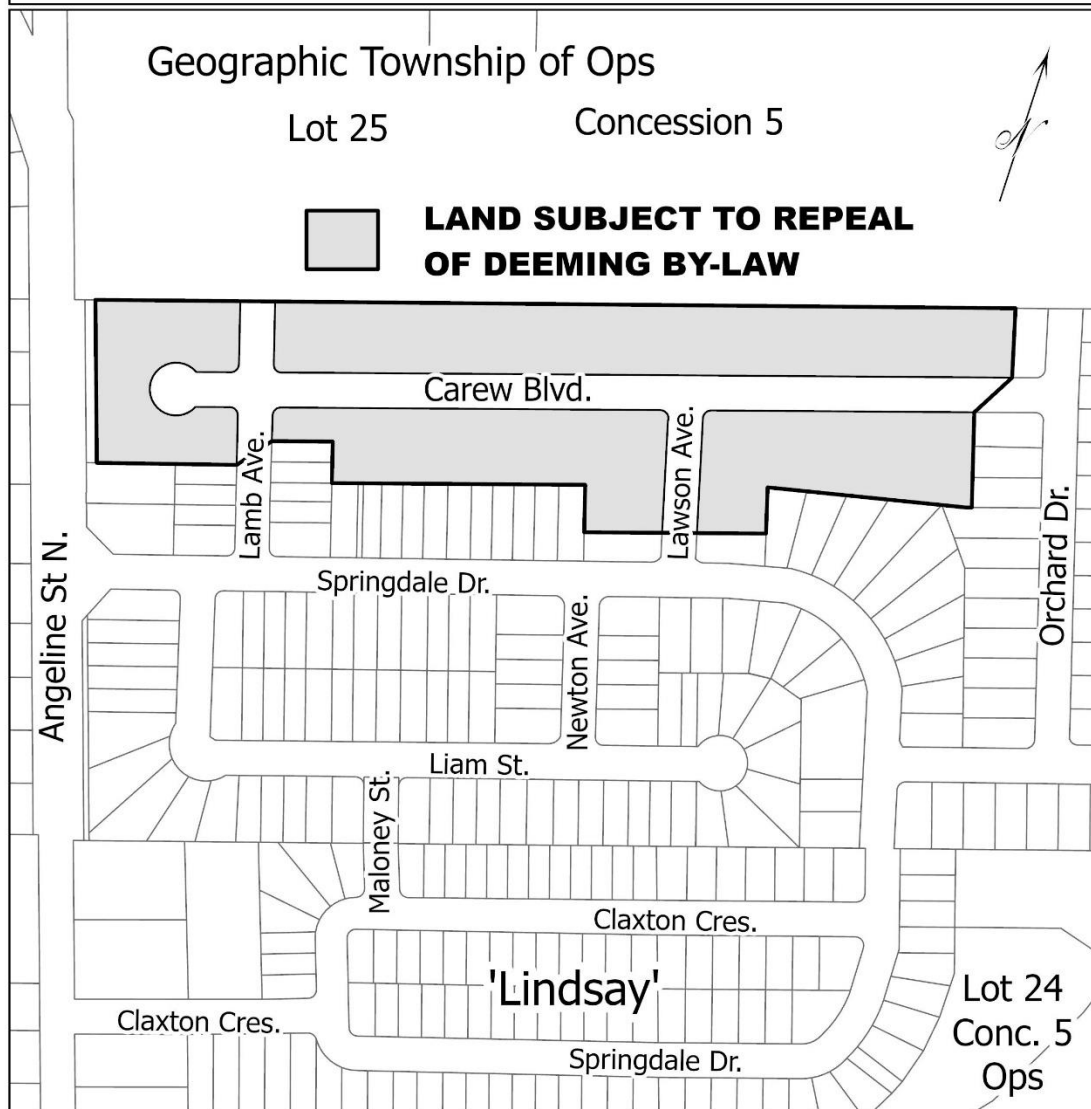 Geographic Township of Ops
Lot 25
Concession 5
N
LAND SUBJECT TO REPEAL
OF DEEMING BY-LAW
Carew Blvd.
Lamb Ave.
Lawson Ave.
Angeline St N.
Springdale Dr.
Newton Ave.
Orchard Dr.
Liam St.
Maloney St.
Claxton Cres.
'Lindsay'
Lot 24
Conc. 5
Ops
Claxton Cres.
Springdale Dr.